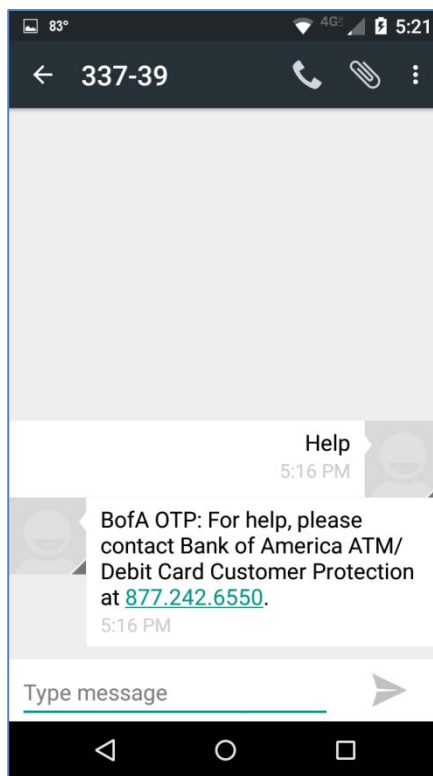 83° 4G 5:21
337-39
Help
5:16 PM
BofA OTP: For help, please
contact Bank of America ATM/
Debit Card Customer Protection
at 877.242.6550.
5:16 PM
Type message